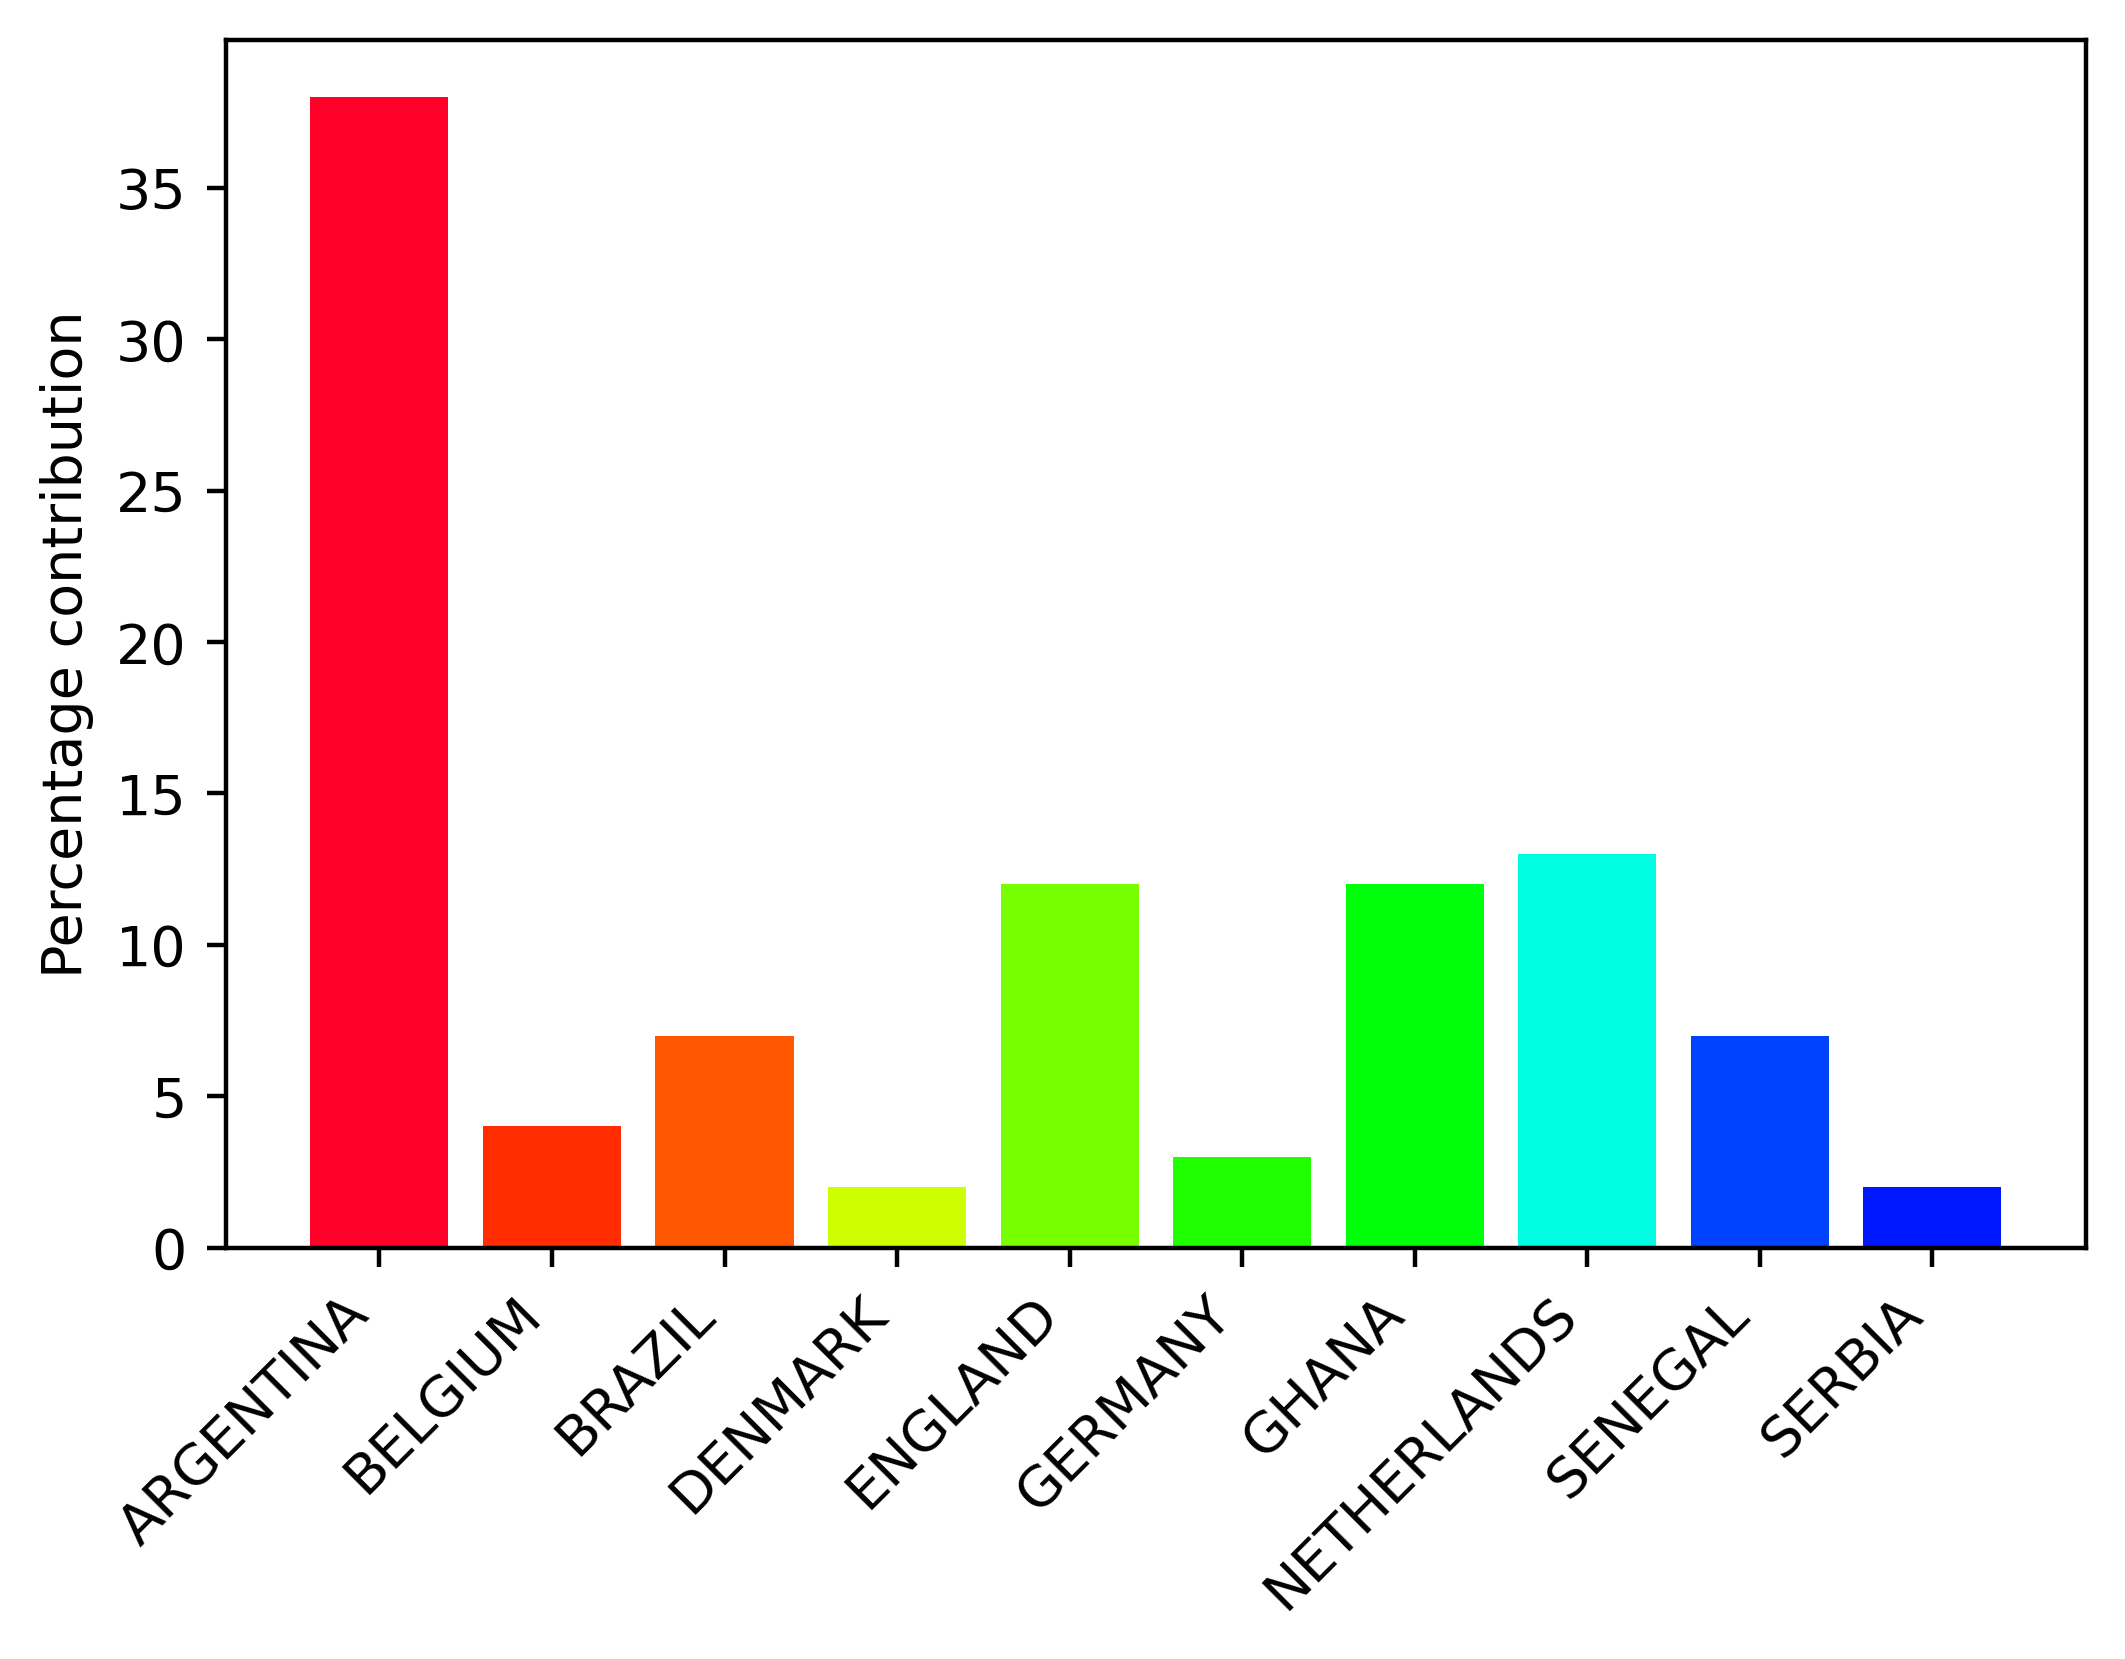 Percentage contribution
35
30
25
20
15
10
5
0
ARGENTINA
BELGIUM
BRAZIL
DENMARK
ENGLAND
GERMANY
GHANA
NETHERLANDS
SENEGAL
SERBIA